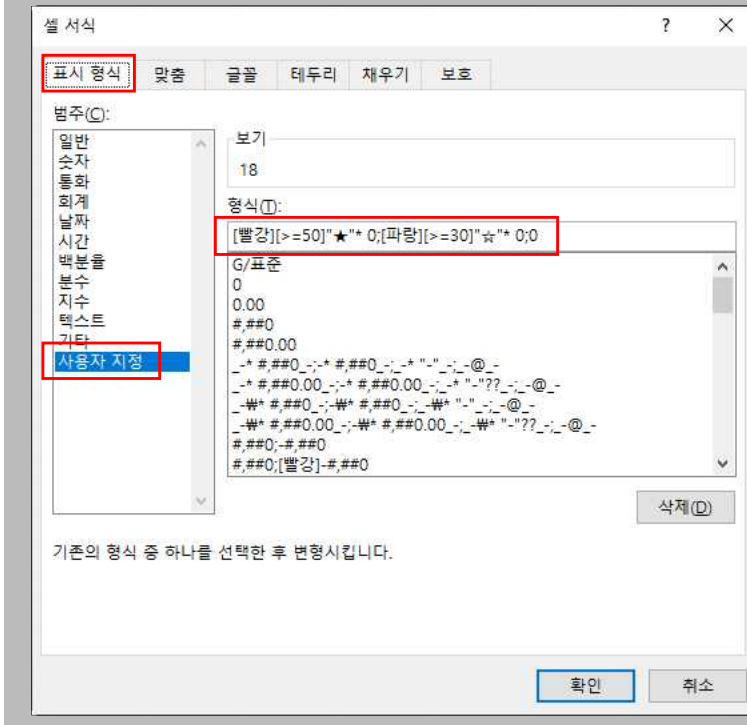 셀 서식 ? ×
표시 형식 맞춤 글꼴 테두리 채우기 보호
범주(C):
일반
숫자
통화
회계
날짜
시간
백분율
분수
지수
텍스트
기타
사용자 지정
보기
18
형식(T):
[빨강][>=50]"★"* 0;[파랑][>=30]"☆"* 0;0
G/표준
0
0.00
#,##0
#,##0.00
_-* #,##0_-;-* #,##0_-;_-* "-"_-;_-@_-
_-* #,##0.00_-;-* #,##0.00_-;_-* "-"??_-;_-@_-
_-₩* #,##0_-;-₩* #,##0_-;_-₩* "-"_-;_-@_-
_-₩* #,##0.00_-;-₩* #,##0.00_-;_-₩* "-"??_-;_-@_-
#,##0;-#,##0
#,##0;[빨강]-#,##0
삭제(D)
기존의 형식 중 하나를 선택한 후 변형시킵니다.
확인 취소